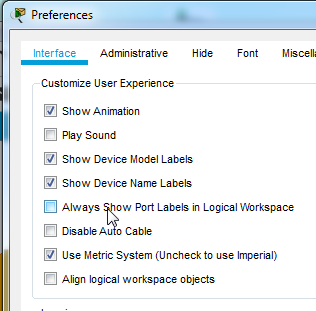 Preferences
Interface Administrative Hide Font
Customize User Experience
Show Animation
Play Sound
Show Device Model Labels
Show Device Name Labels
Always Show Port Labels in Logical Workspace
Disable Auto Cable
Use Metric System (Uncheck to use Imperial)
Align logical workspace objects